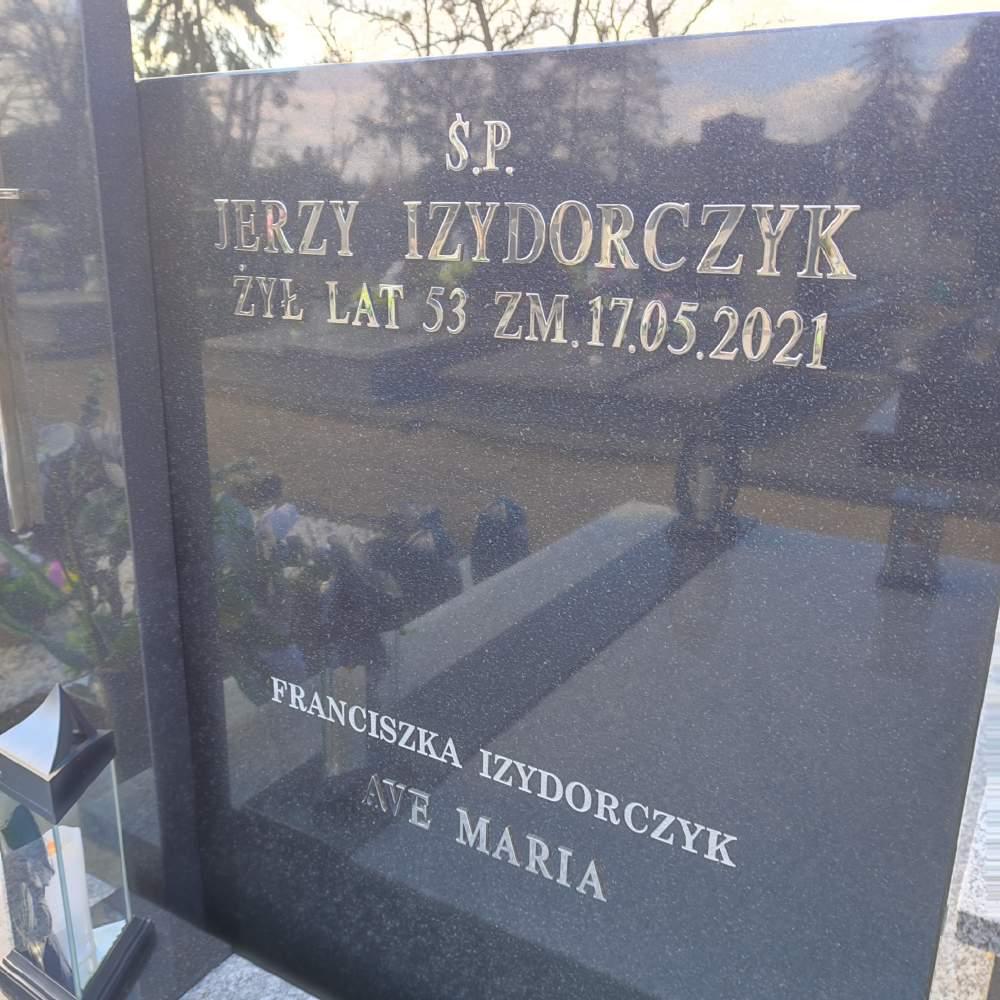 Ś.P.
JERZY IZYDORCZYK
ŻYŁ LAT 53 ZM.17.05.2021
FRANCISZKA IZYDORCZYK
AVE MARIA